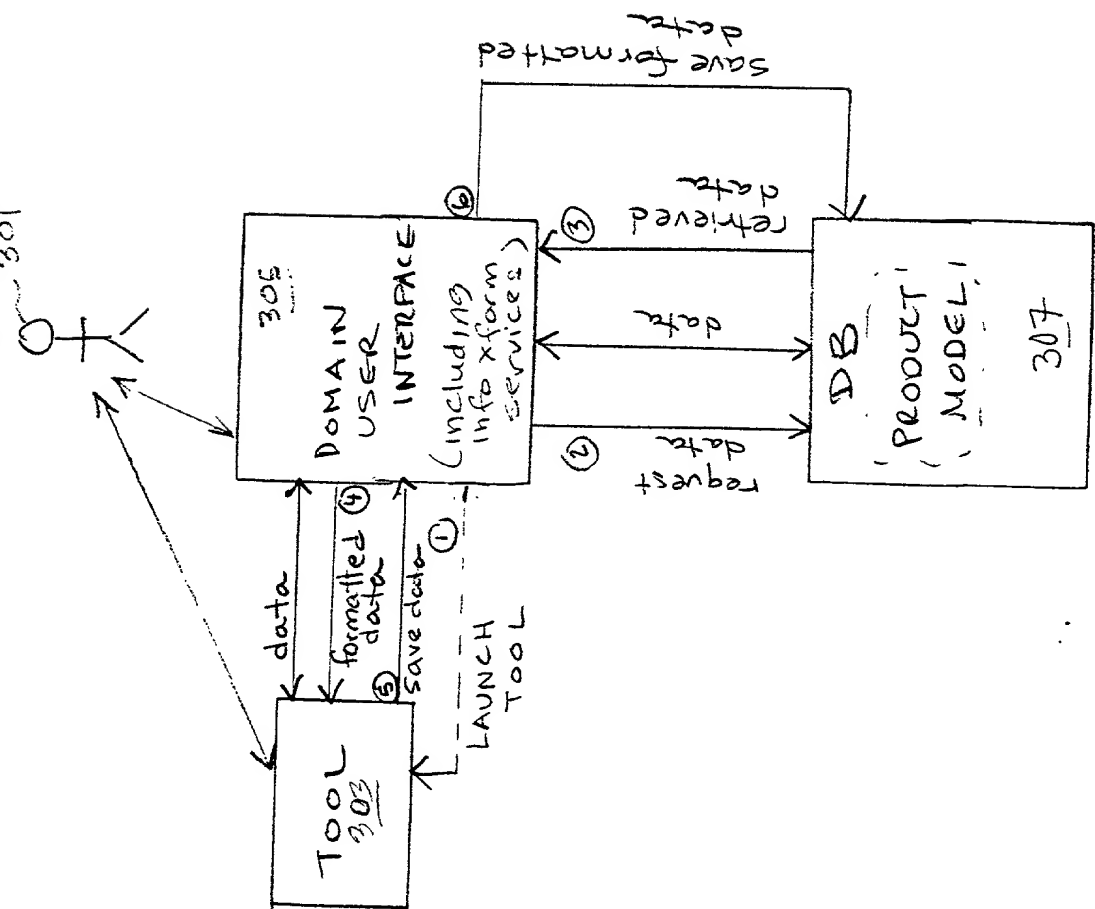 301
305
DOMAIN
USER
INTERFACE
(including
info xform
services)
data
④
formatted
data
⑤
save data
①
LAUNCH
TOOL
TOOL
303
⑥
save formatted
data
③
retrieved
data
data
②
request
data
DB
PRODUCT
MODEL
307